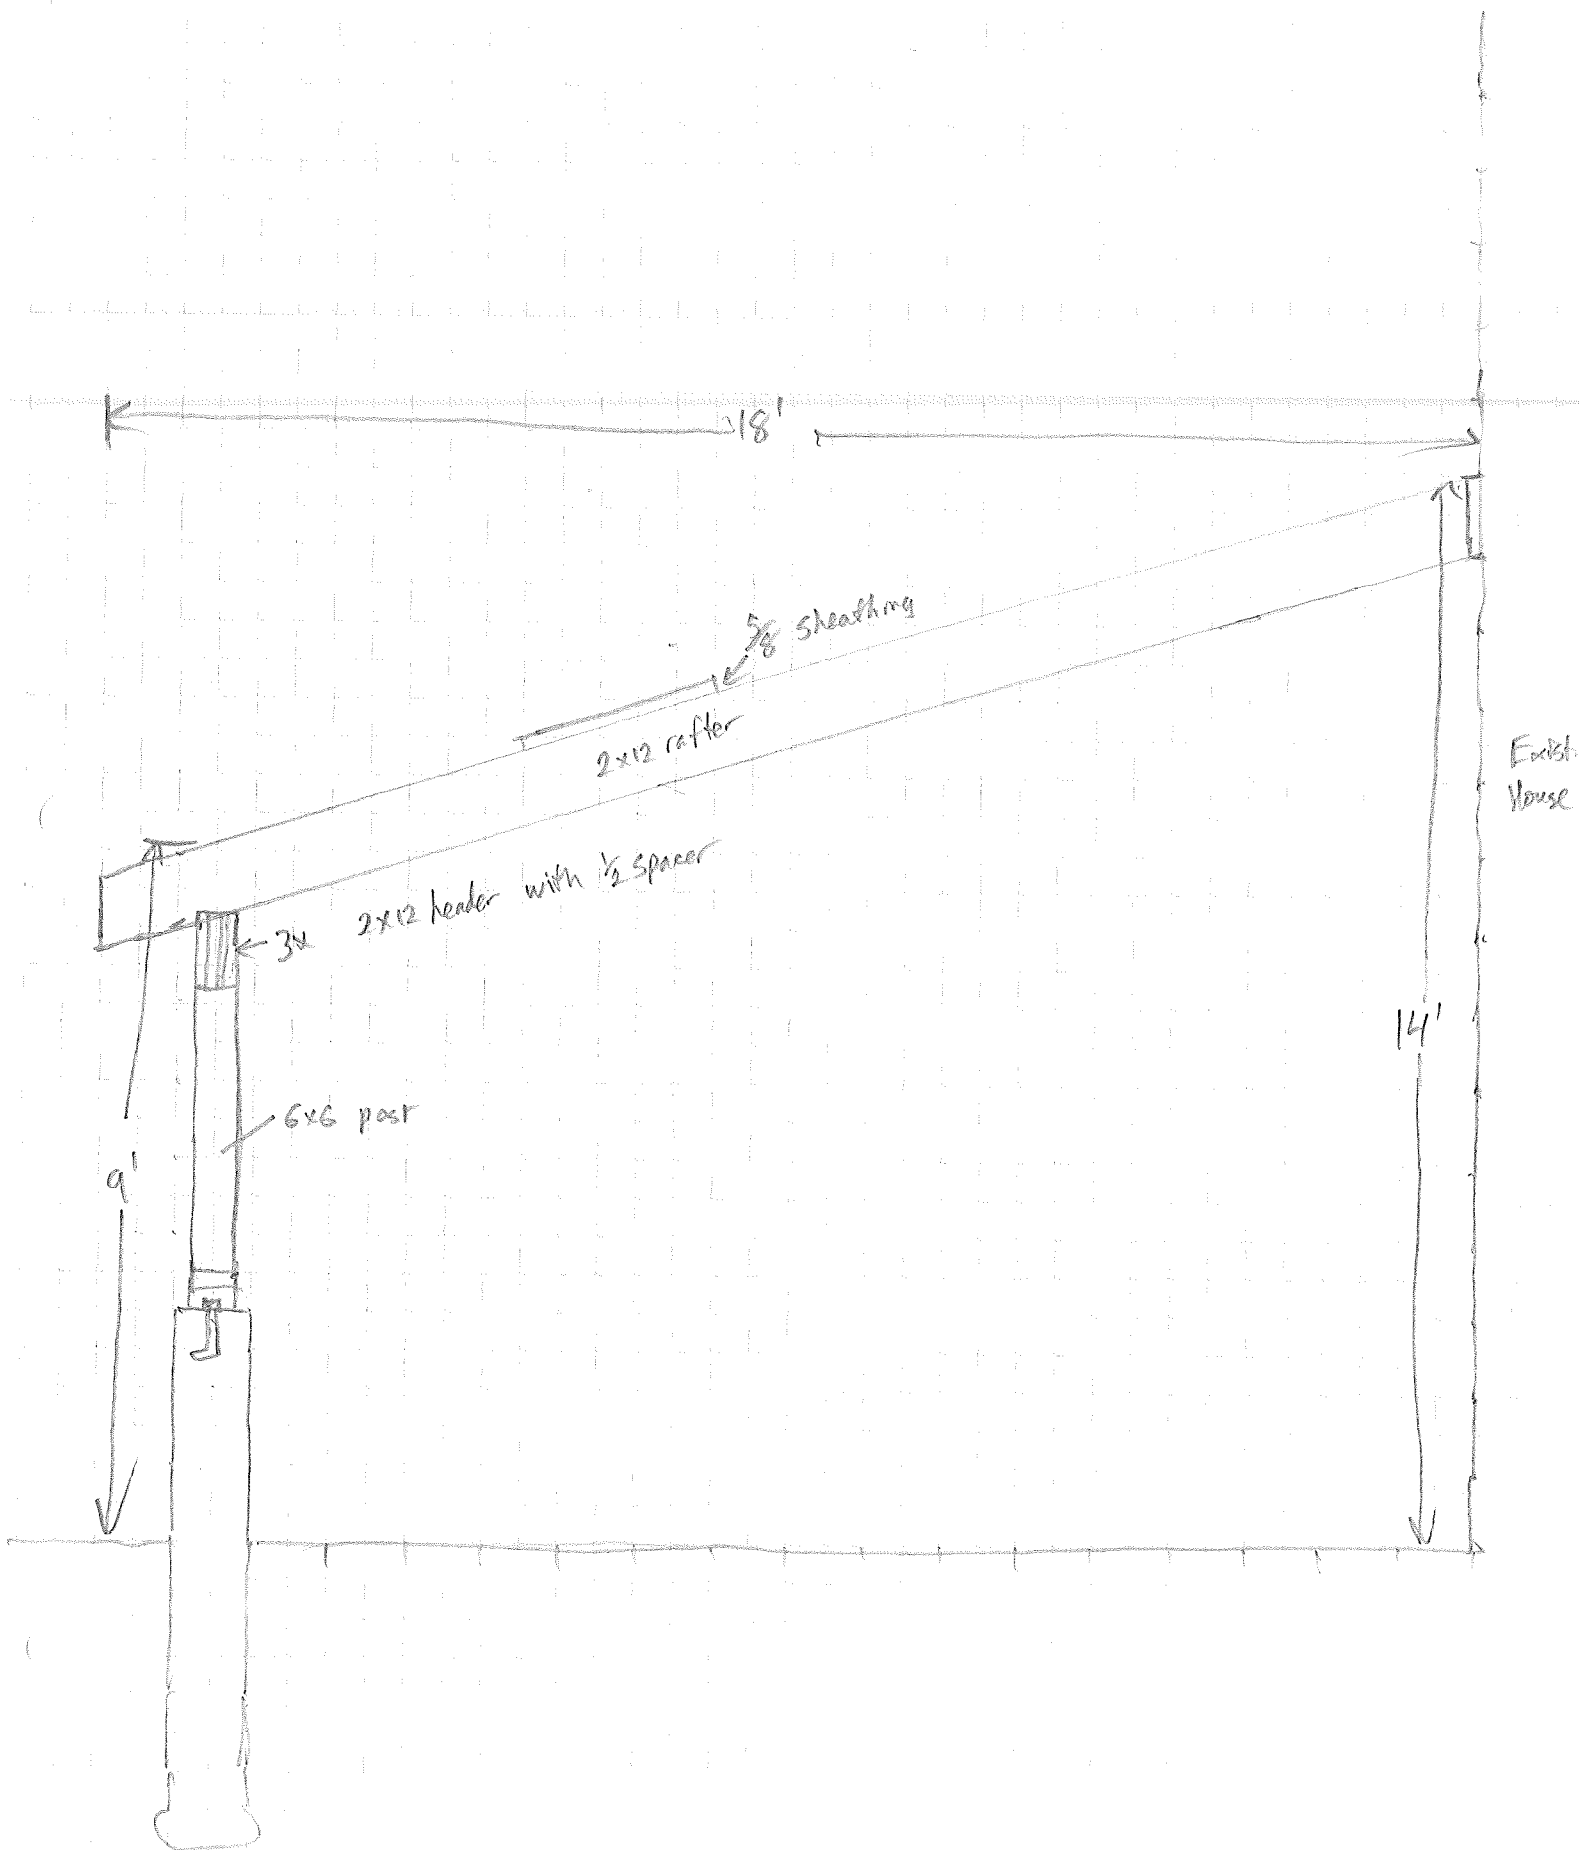 18'
5/8 sheathing
2x12 rafter
Exist.
House
3x 2x12 header with 1/2 spacer
14'
6x6 post
9'